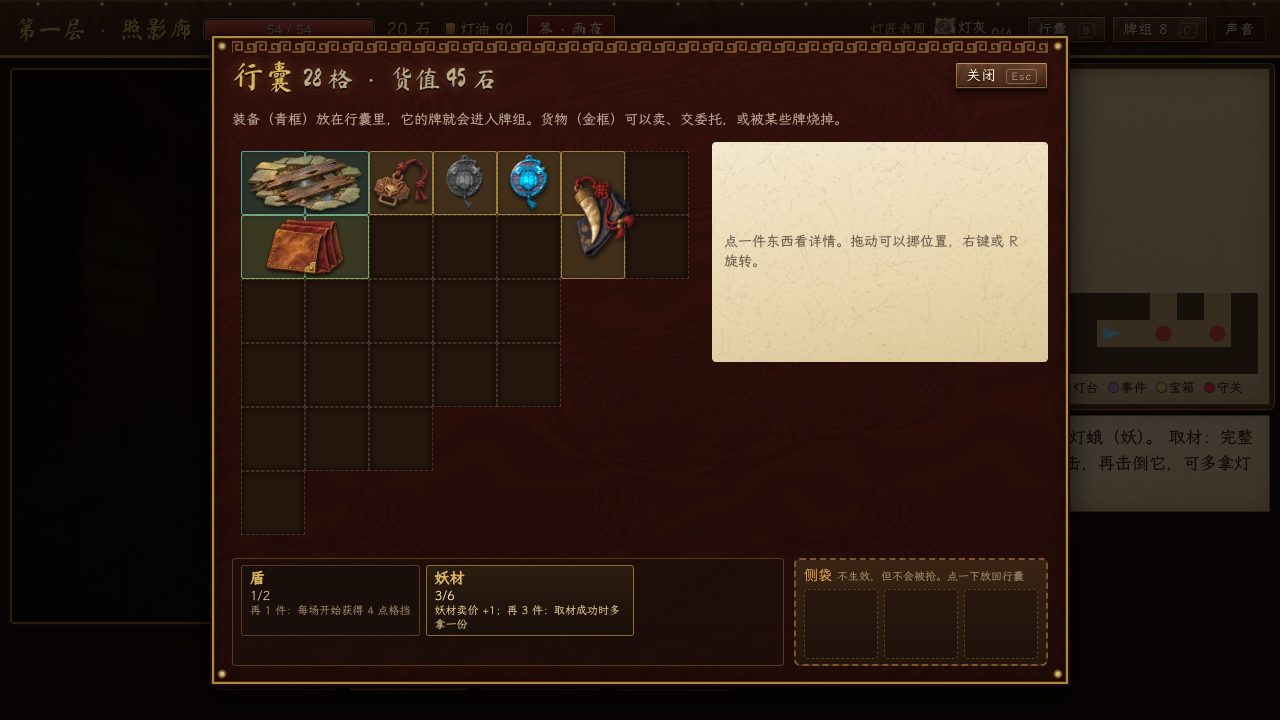 第一层 · 照影廊
54 / 54
20 石
灯油 90
答 · 雨夜
灯匠老周
灯灰 0/4
行囊 B
牌组 8 C
声音
行囊 28 格 · 货值 45 石
关闭 Esc
装备（青框）放在行囊里，它的牌就会进入牌组。货物（金框）可以卖、交委托，或被某些牌烧掉。
点一件东西看详情。拖动可以挪位置，右键或 R
旋转。
灯台 事件 宝箱 守关
灯蛾（妖）。 取材：完整
击，再击倒它，可多拿灯
盾
1/2
再 1 件：每场开始获得 4 点格挡
妖材
3/6
妖材卖价 +1；再 3 件：取材成功时多
拿一份
侧袋 不生效，但不会被抢。点一下放回行囊